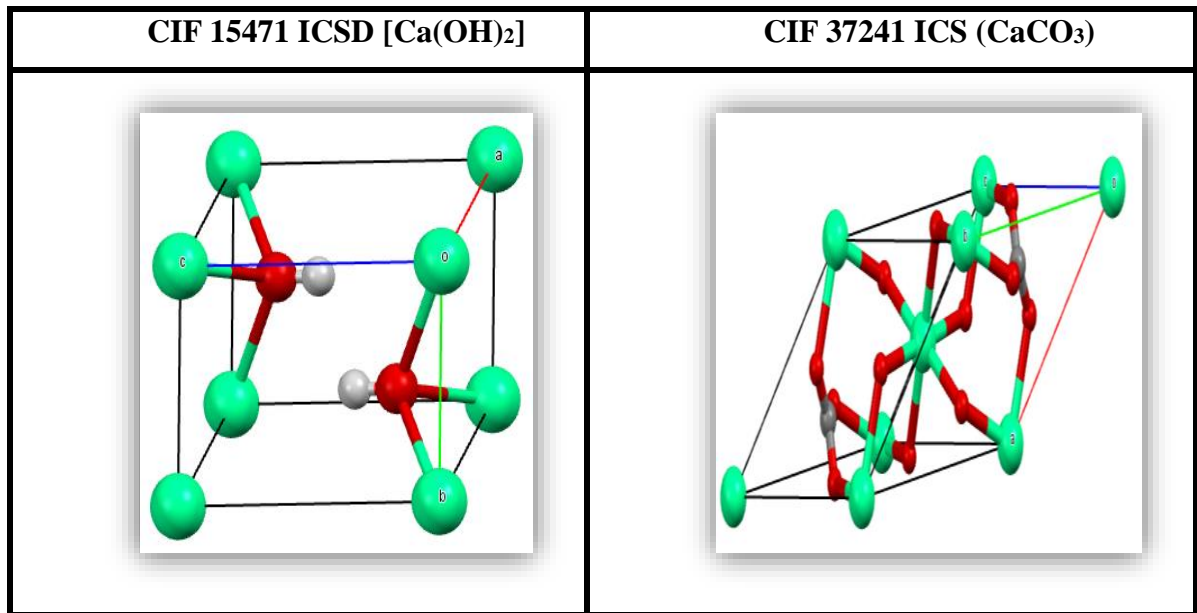 CIF 15471 ICSD [Ca(OH)₂]
CIF 37241 ICS (CaCO₃)
a
c
o
b
c
o
b
a